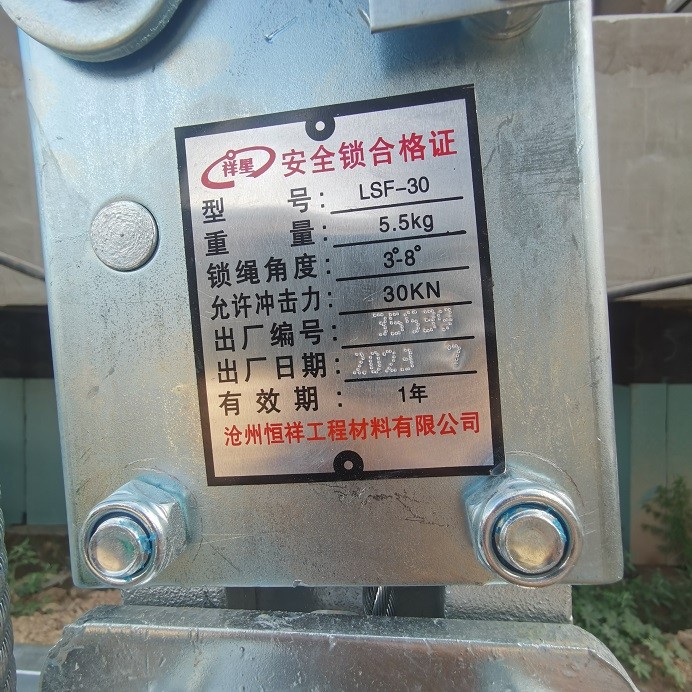 祥星 安全锁合格证
型号: LSF-30
重量: 5.5kg
锁绳角度: 3°-8°
允许冲击力: 30KN
出厂编号: 35539
出厂日期: 2023 7
有效期: 1年
沧州恒祥工程材料有限公司